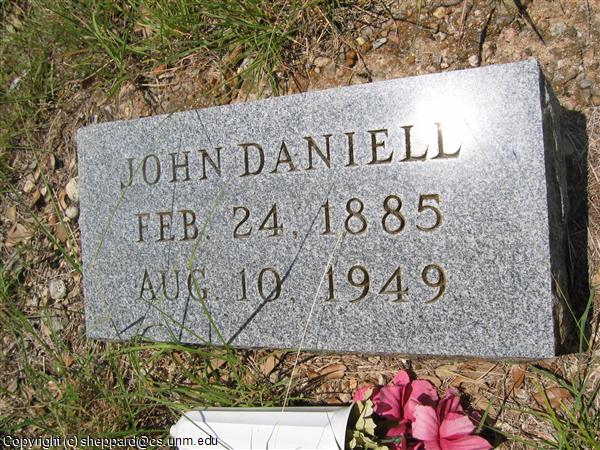 JOHN DANIELL
FEB. 24, 1885
AUG. 10, 1949
Copyright (c) sheppard@cs.unm.edu